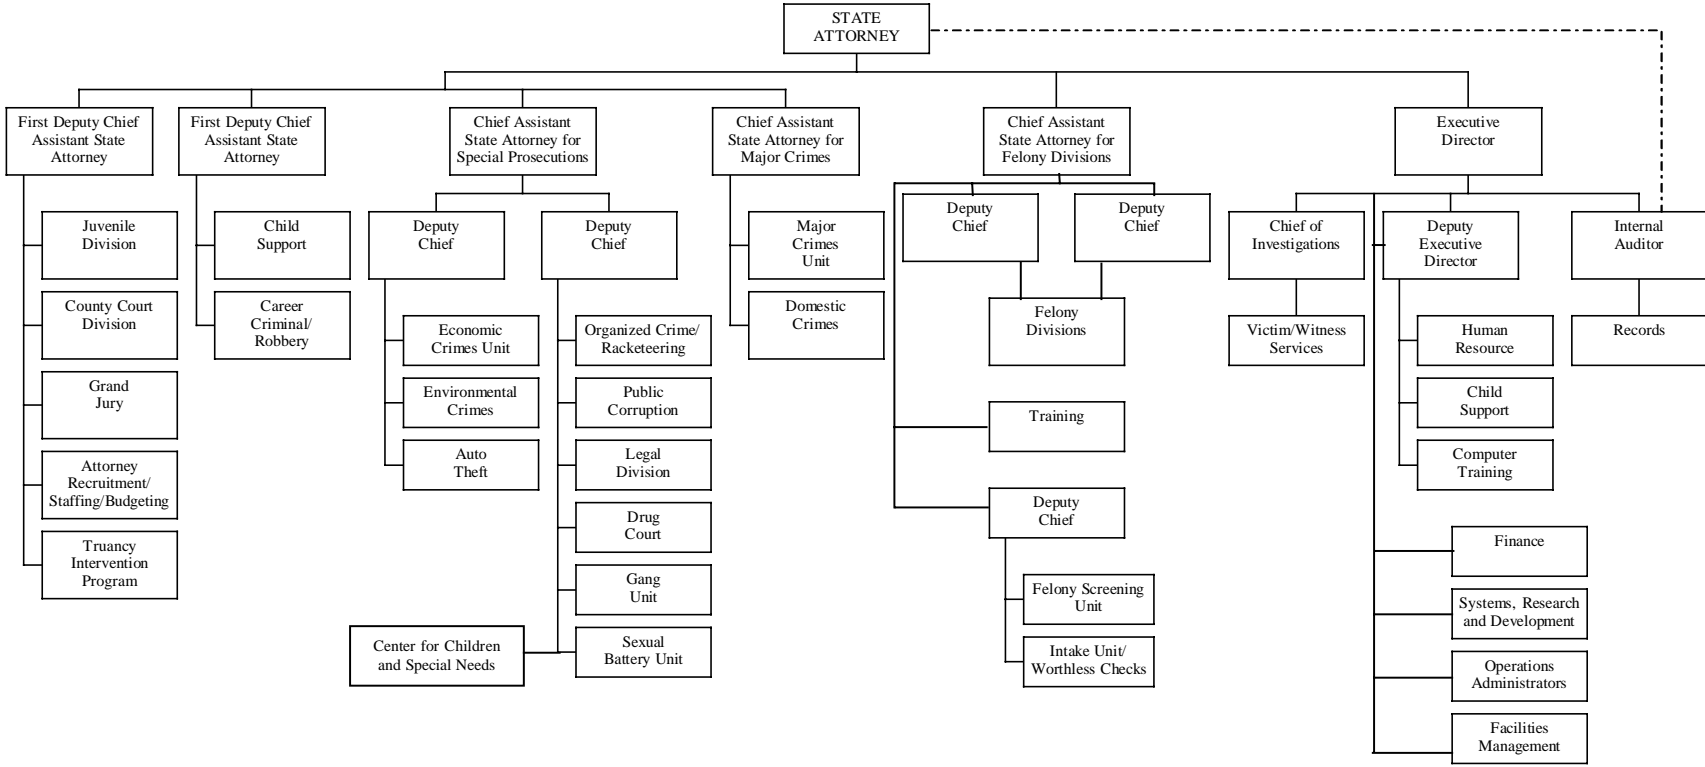 STATE
ATTORNEY
First Deputy Chief
Assistant State
Attorney
First Deputy Chief
Assistant State
Attorney
Chief Assistant
State Attorney for
Special Prosecutions
Chief Assistant
State Attorney for
Major Crimes
Chief Assistant
State Attorney for
Felony Divisions
Executive
Director
Juvenile
Division
County Court
Division
Grand
Jury
Attorney
Recruitment/
Staffing/Budgeting
Truancy
Intervention
Program
Child
Support
Career
Criminal/
Robbery
Deputy
Chief
Economic
Crimes Unit
Environmental
Crimes
Auto
Theft
Deputy
Chief
Organized Crime/
Racketeering
Public
Corruption
Legal
Division
Drug
Court
Gang
Unit
Sexual
Battery Unit
Center for Children
and Special Needs
Major
Crimes
Unit
Domestic
Crimes
Deputy
Chief
Deputy
Chief
Felony
Divisions
Training
Deputy
Chief
Felony Screening
Unit
Intake Unit/
Worthless Checks
Chief of
Investigations
Victim/Witness
Services
Deputy
Executive
Director
Human
Resource
Child
Support
Computer
Training
Internal
Auditor
Records
Finance
Systems, Research
and Development
Operations
Administrators
Facilities
Management